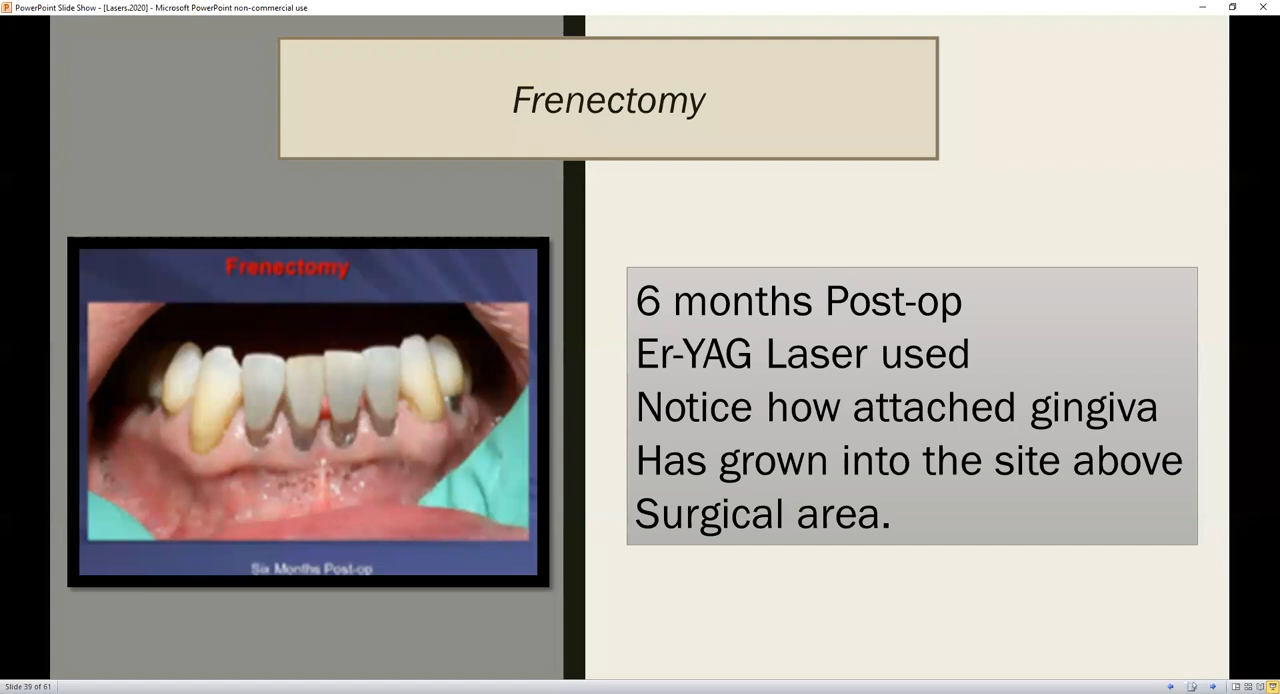 PowerPoint Slide Show - [Lasers.2020] - Microsoft PowerPoint non-commercial use
Frenectomy
Frenectomy
Six Months Post-op
6 months Post-op
Er-YAG Laser used
Notice how attached gingiva
Has grown into the site above
Surgical area.
Slide 39 of 61